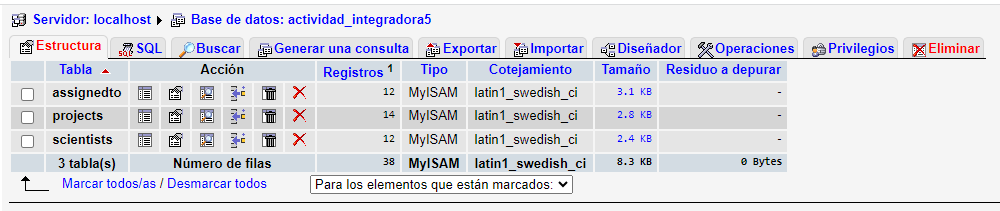 Servidor: localhost Base de datos: actividad_integradora5
Estructura SQL Buscar Generar una consulta Exportar Importar Diseñador Operaciones Privilegios Eliminar
Tabla Acción Registros 1 Tipo Cotejamiento Tamaño Residuo a depurar
assignedto 12 MyISAM latin1_swedish_ci 3.1 KB -
projects 14 MyISAM latin1_swedish_ci 2.8 KB -
scientists 12 MyISAM latin1_swedish_ci 2.4 KB -
3 tabla(s) Número de filas 38 MyISAM latin1_swedish_ci 8.3 KB 0 Bytes
Marcar todos/as / Desmarcar todos Para los elementos que están marcados: